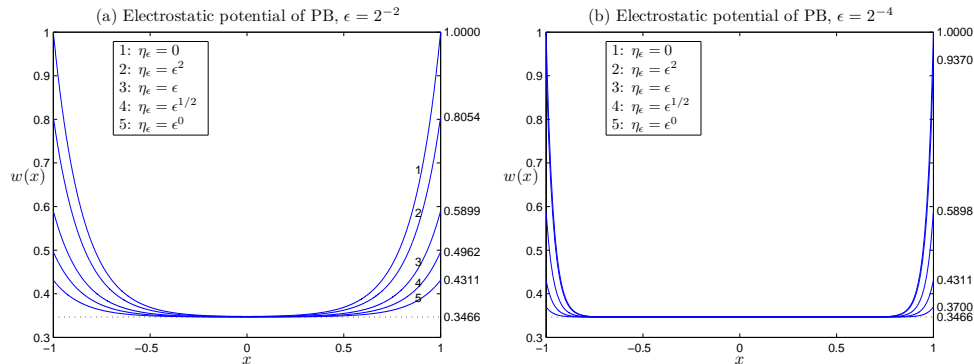 (a) Electrostatic potential of PB, ϵ = 2⁻²
1
0.9
0.8
0.7
w(x)
0.6
0.5
0.4
0.3
1: η_ϵ = 0
2: η_ϵ = ϵ²
3: η_ϵ = ϵ
4: η_ϵ = ϵ^{1/2}
5: η_ϵ = ϵ⁰
1
2
3
4
5
1.0000
0.8054
0.5899
0.4962
0.4311
0.3466
−1
−0.5
0
0.5
1
x
(b) Electrostatic potential of PB, ϵ = 2⁻⁴
1
0.9
0.8
0.7
w(x)
0.6
0.5
0.4
0.3
1: η_ϵ = 0
2: η_ϵ = ϵ²
3: η_ϵ = ϵ
4: η_ϵ = ϵ^{1/2}
5: η_ϵ = ϵ⁰
1.0000
0.9370
0.5898
0.4311
0.3700
0.3466
−1
−0.5
0
0.5
1
x